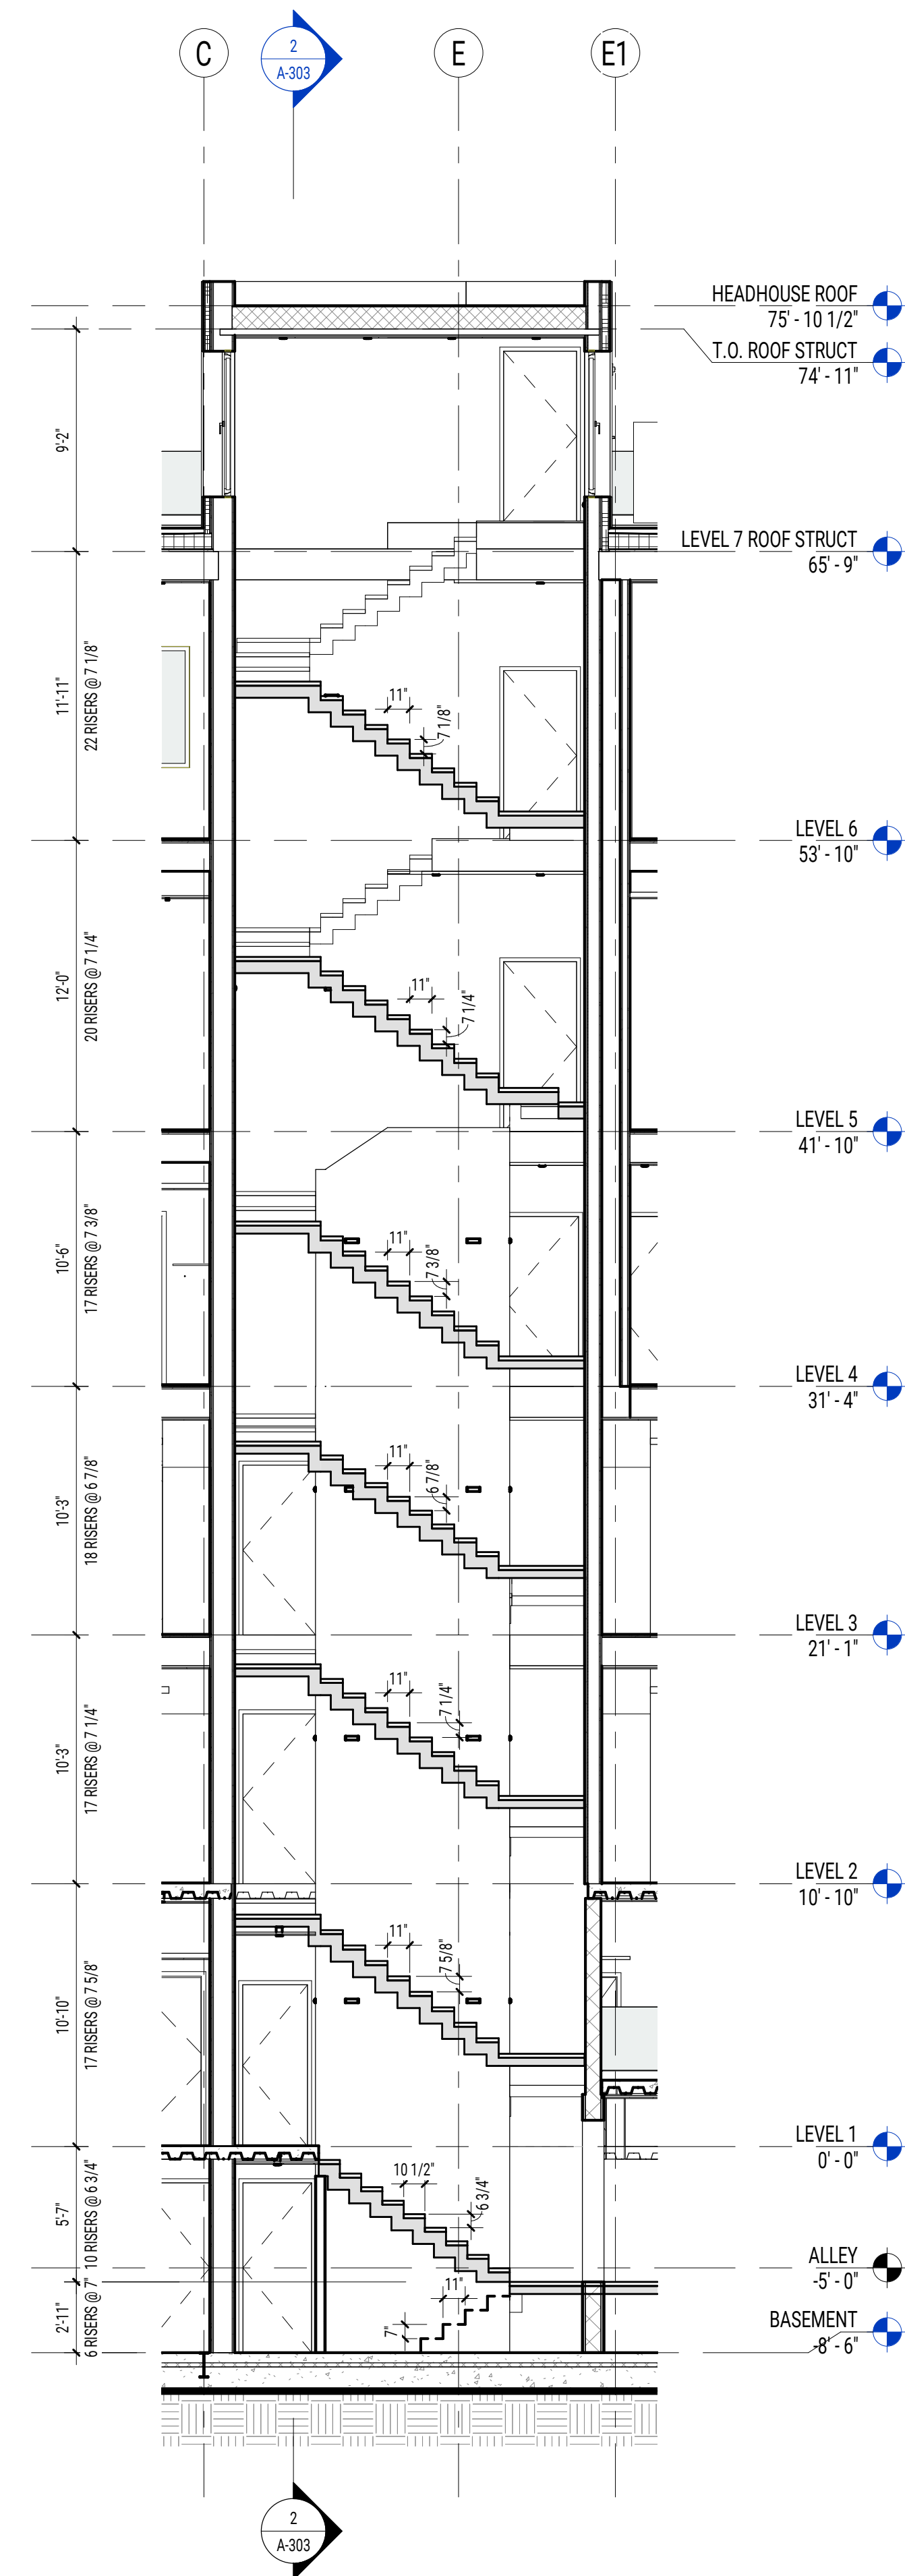 C
2
A-303
E
E1
HEADHOUSE ROOF
75' - 10 1/2"
T.O. ROOF STRUCT
74' - 11"
9'-2"
LEVEL 7 ROOF STRUCT
65' - 9"
11'-11"
22 RISERS @ 7 1/8"
11"
7 1/8"
LEVEL 6
53' - 10"
12'-0"
20 RISERS @ 7 1/4"
11"
7 1/4"
LEVEL 5
41' - 10"
10'-6"
17 RISERS @ 7 3/8"
11"
7 3/8"
LEVEL 4
31' - 4"
10'-3"
18 RISERS @ 6 7/8"
11"
6 7/8"
LEVEL 3
21' - 1"
10'-3"
17 RISERS @ 7 1/4"
11"
7 1/4"
LEVEL 2
10' - 10"
10'-10"
17 RISERS @ 7 5/8"
11"
7 5/8"
LEVEL 1
0' - 0"
5'-7"
10 RISERS @ 6 3/4"
10 1/2"
6 3/4"
ALLEY
-5' - 0"
2'-11"
6 RISERS @ 7"
11"
7"
BASEMENT
-8' - 6"
2
A-303